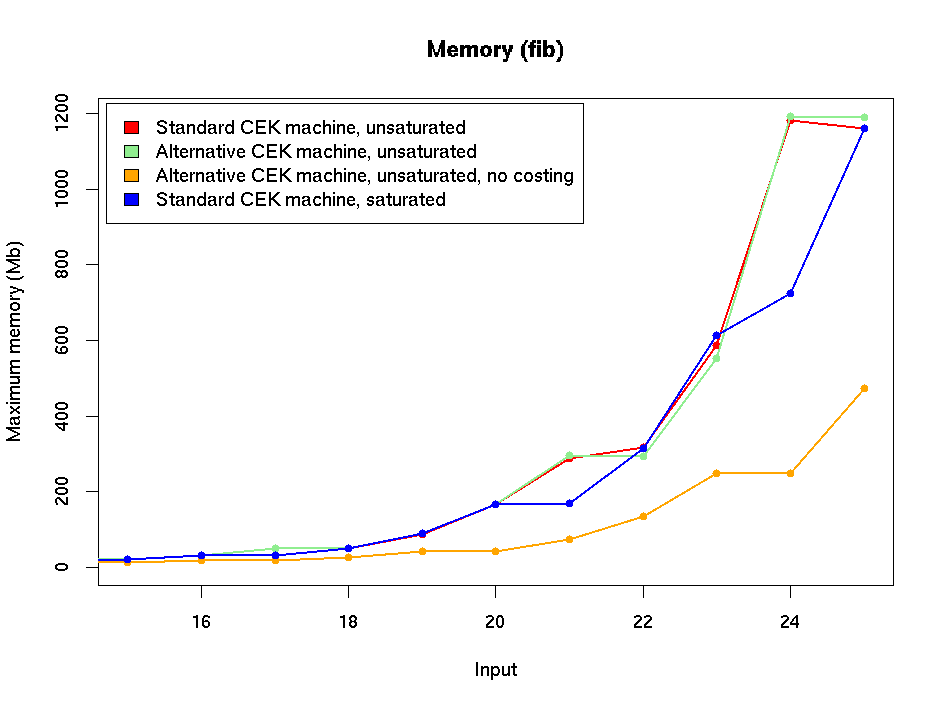 Memory (fib)
Standard CEK machine, unsaturated
Alternative CEK machine, unsaturated
Alternative CEK machine, unsaturated, no costing
Standard CEK machine, saturated
Maximum memory (Mb)
1200
1000
800
600
400
200
0
16 18 20 22 24
Input